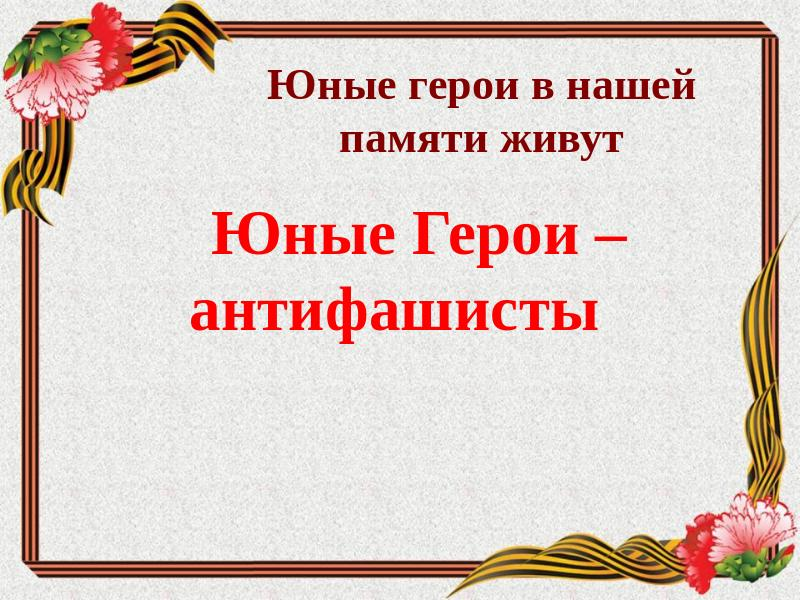 Юные герои в нашей
памяти живут
Юные Герои –
антифашисты